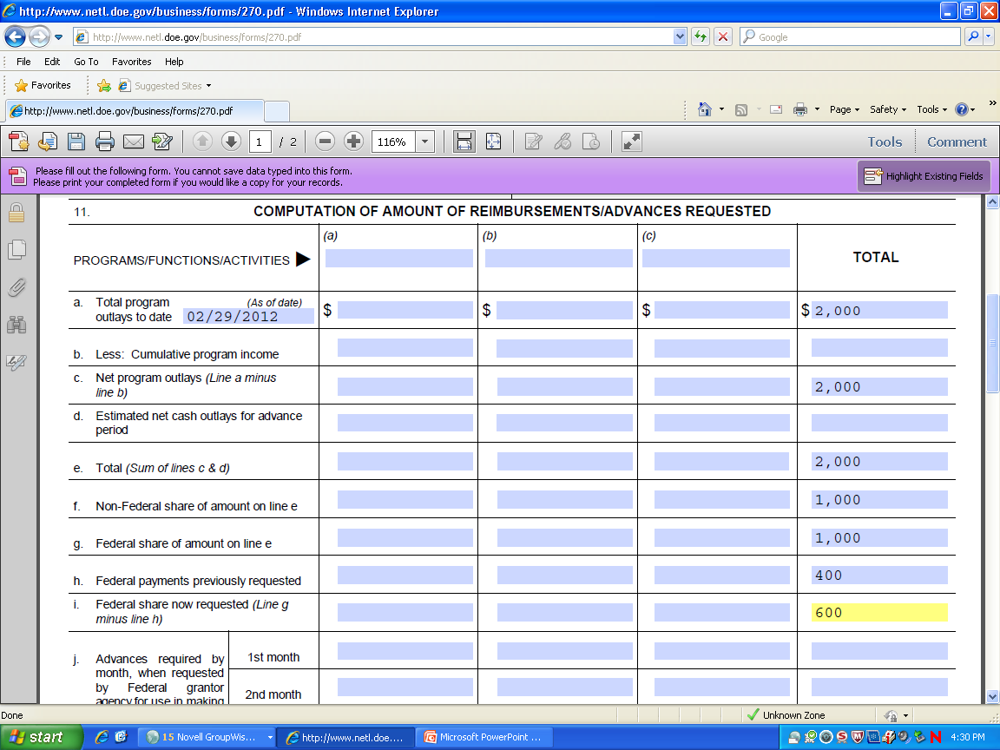 http://www.netl.doe.gov/business/forms/270.pdf - Windows Internet Explorer
http://www.netl.doe.gov/business/forms/270.pdf
Google
File Edit Go To Favorites Help
Favorites Suggested Sites
http://www.netl.doe.gov/business/forms/270.pdf
Page Safety Tools »
1 / 2 116% Tools Comment
Please fill out the following form. You cannot save data typed into this form.
Please print your completed form if you would like a copy for your records.
Highlight Existing Fields
11. COMPUTATION OF AMOUNT OF REIMBURSEMENTS/ADVANCES REQUESTED
(a) (b) (c)
PROGRAMS/FUNCTIONS/ACTIVITIES ► TOTAL
a. Total program (As of date)
outlays to date 02/29/2012 $ $ $ $ 2,000
b. Less: Cumulative program income
c. Net program outlays (Line a minus
line b) 2,000
d. Estimated net cash outlays for advance
period
e. Total (Sum of lines c & d) 2,000
f. Non-Federal share of amount on line e 1,000
g. Federal share of amount on line e 1,000
h. Federal payments previously requested 400
i. Federal share now requested (Line g
minus line h) 600
j. Advances required by 1st month
month, when requested
by Federal grantor 2nd month
agency for use in making
Done Unknown Zone
start 15 Novell GroupWis... http://www.netl.doe.... Microsoft PowerPoint ... 4:30 PM